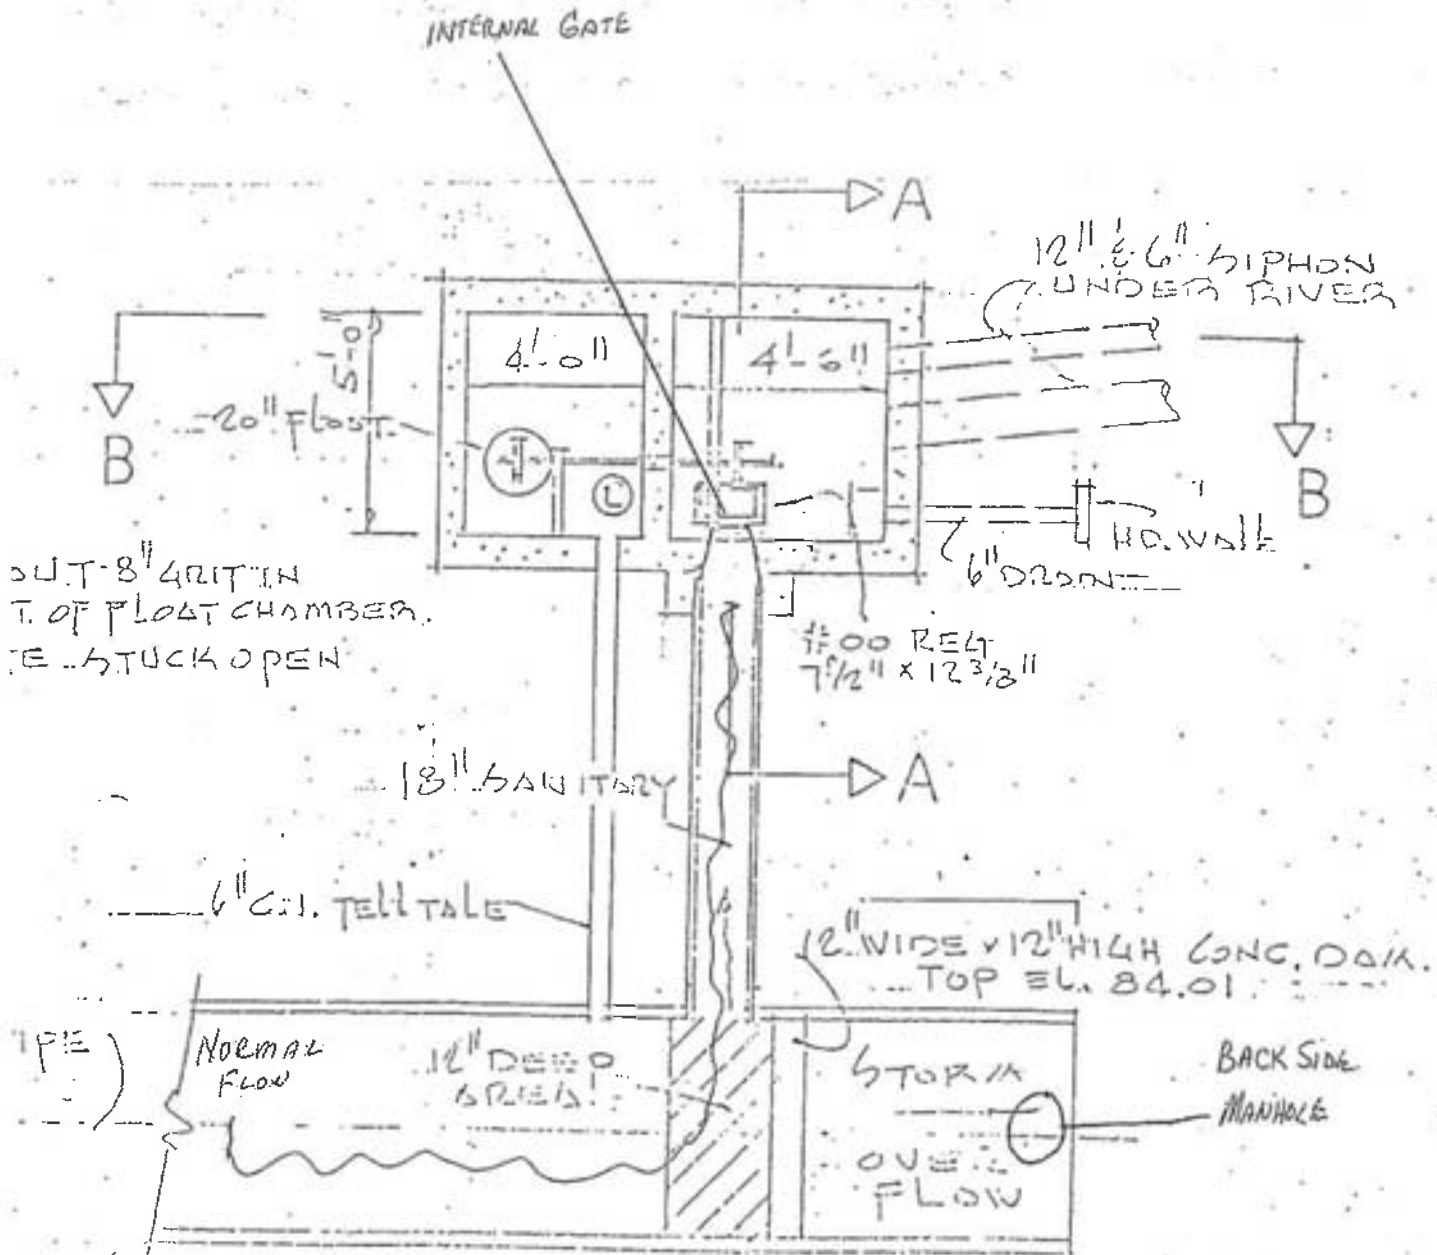 INTERNAL GATE
A
12" & 6" SIPHON
UNDER RIVER
5'-0"
4'-0"
4'-6"
B
20" FLOAT
L
B
HD. WALL
6" DRAIN
8" GRIT IN
OF FLOAT CHAMBER.
STUCK OPEN
#00 REG
7 1/2" x 12 3/8"
18" SANITARY
A
6" C.I. TELLTALE
12" WIDE x 12" HIGH CONC. DAM.
TOP EL. 84.01
NORMAL
FLOW
12" DEEP
AREA
STORM
OVER
FLOW
BACK SIDE
MANHOLE